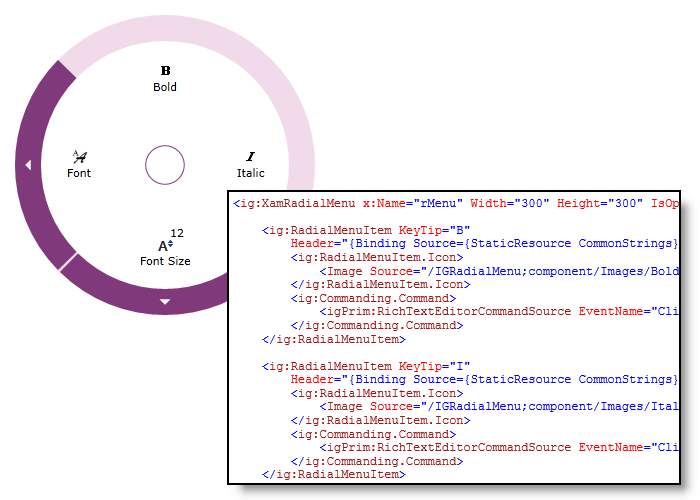 B
Bold
A
Font
I
Italic
12
A
Font Size
<ig:XamRadialMenu x:Name="rMenu" Width="300" Height="300" IsOp
<ig:RadialMenuItem KeyTip="B"
Header="{Binding Source={StaticResource CommonStrings}
<ig:RadialMenuItem.Icon>
<Image Source="/IGRadialMenu;component/Images/Bold
</ig:RadialMenuItem.Icon>
<ig:Commanding.Command>
<igPrim:RichTextEditorCommandSource EventName="Cli
</ig:Commanding.Command>
</ig:RadialMenuItem>
<ig:RadialMenuItem KeyTip="I"
Header="{Binding Source={StaticResource CommonStrings}
<ig:RadialMenuItem.Icon>
<Image Source="/IGRadialMenu;component/Images/Ital
</ig:RadialMenuItem.Icon>
<ig:Commanding.Command>
<igPrim:RichTextEditorCommandSource EventName="Cli
</ig:Commanding.Command>
</ig:RadialMenuItem>